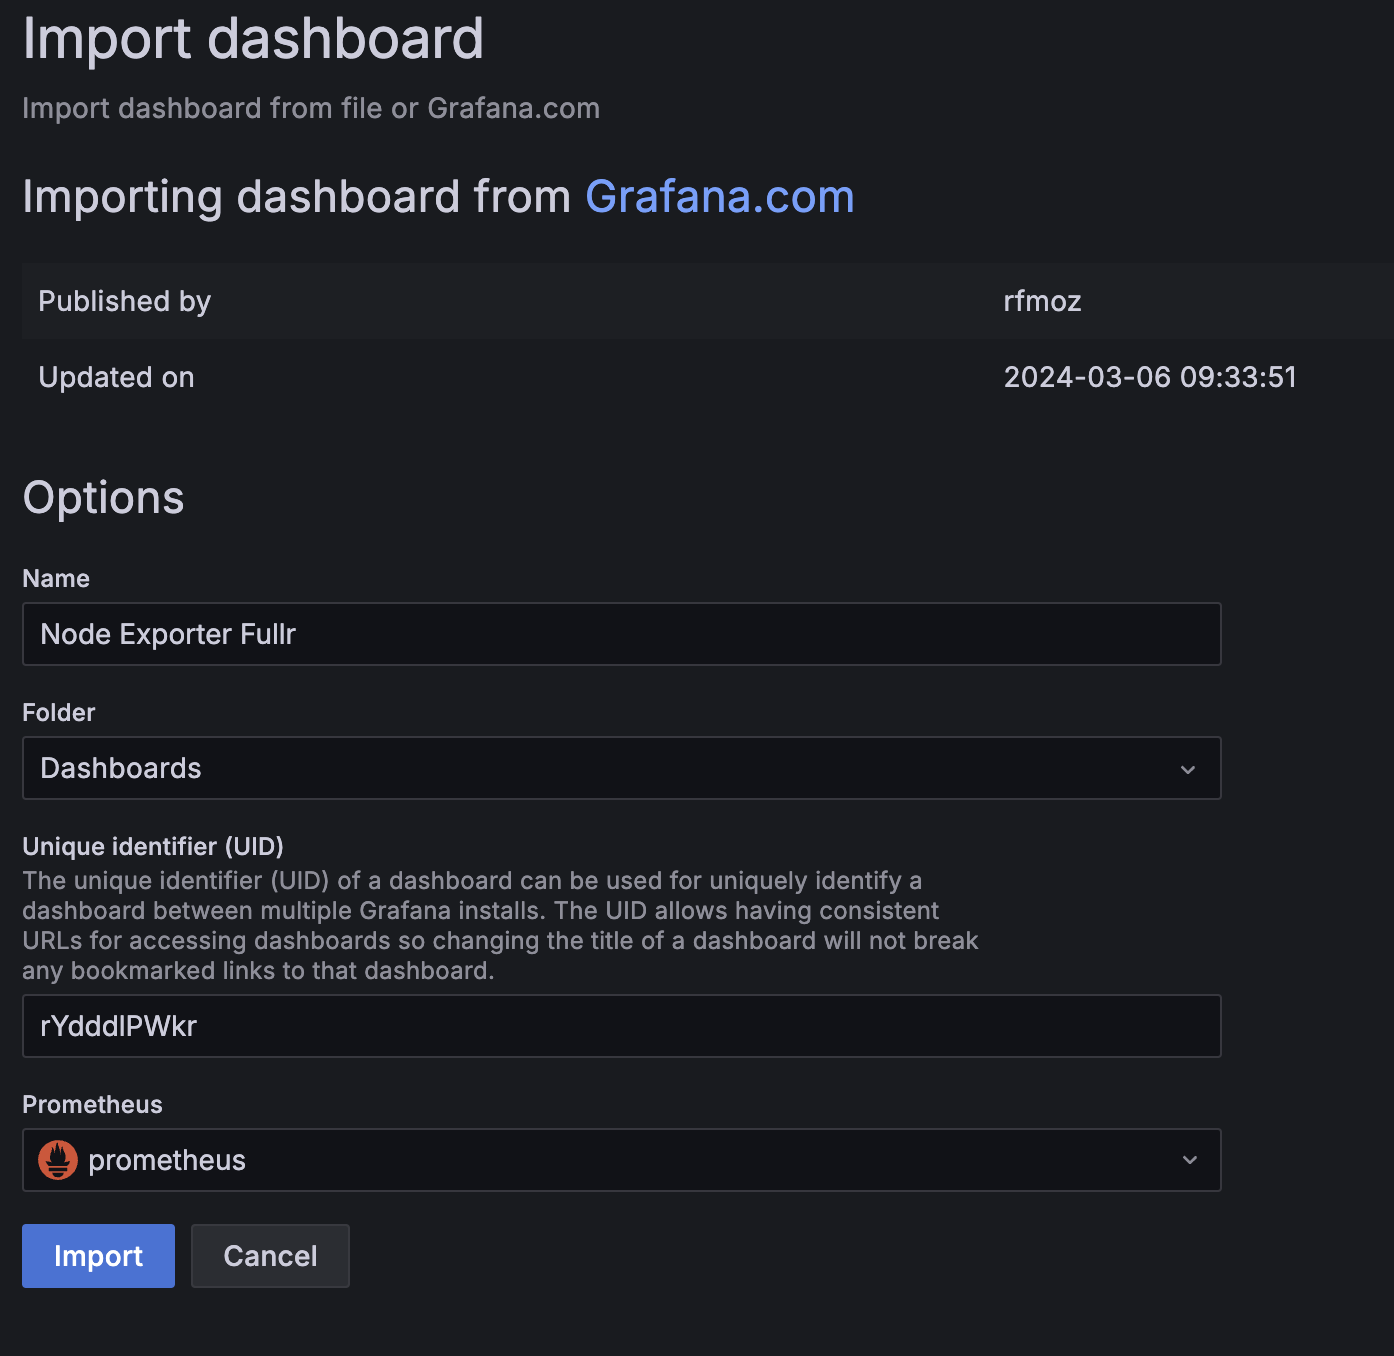 Import dashboard
Import dashboard from file or Grafana.com
Importing dashboard from Grafana.com
Published by rfmoz
Updated on 2024-03-06 09:33:51
Options
Name
Node Exporter Fullr
Folder
Dashboards
Unique identifier (UID)
The unique identifier (UID) of a dashboard can be used for uniquely identify a
dashboard between multiple Grafana installs. The UID allows having consistent
URLs for accessing dashboards so changing the title of a dashboard will not break
any bookmarked links to that dashboard.
rYdddlPWkr
Prometheus
prometheus
Import Cancel